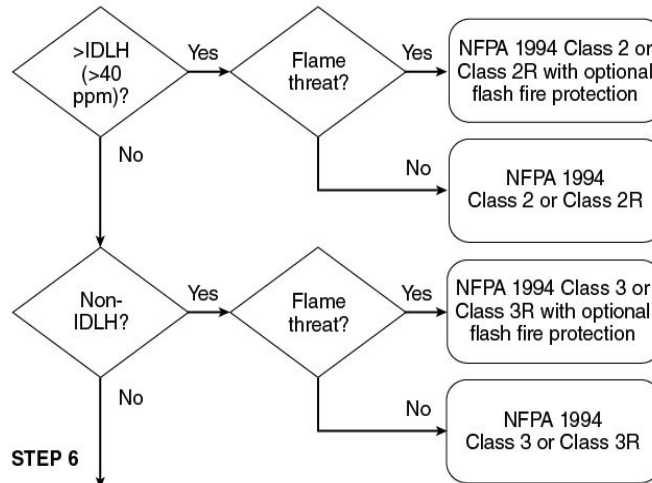 >IDLH
(>40
ppm)?
Yes
Flame
threat?
Yes
NFPA 1994 Class 2 or
Class 2R with optional
flash fire protection
No
No
NFPA 1994
Class 2 or Class 2R
Non-
IDLH?
Yes
Flame
threat?
Yes
NFPA 1994 Class 3 or
Class 3R with optional
flash fire protection
No
No
NFPA 1994
Class 3 or Class 3R
STEP 6